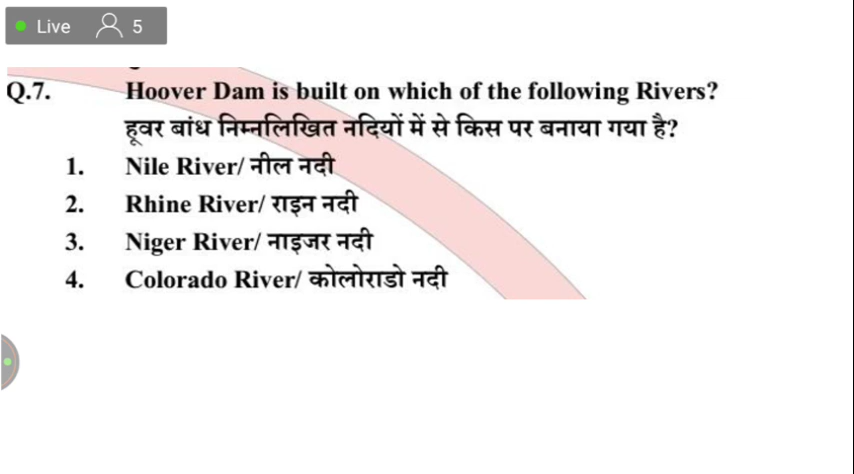 Live 5
Q.7. Hoover Dam is built on which of the following Rivers?
हूवर बांध निम्नलिखित नदियों में से किस पर बनाया गया है?
1. Nile River/ नील नदी
2. Rhine River/ राइन नदी
3. Niger River/ नाइजर नदी
4. Colorado River/ कोलोराडो नदी